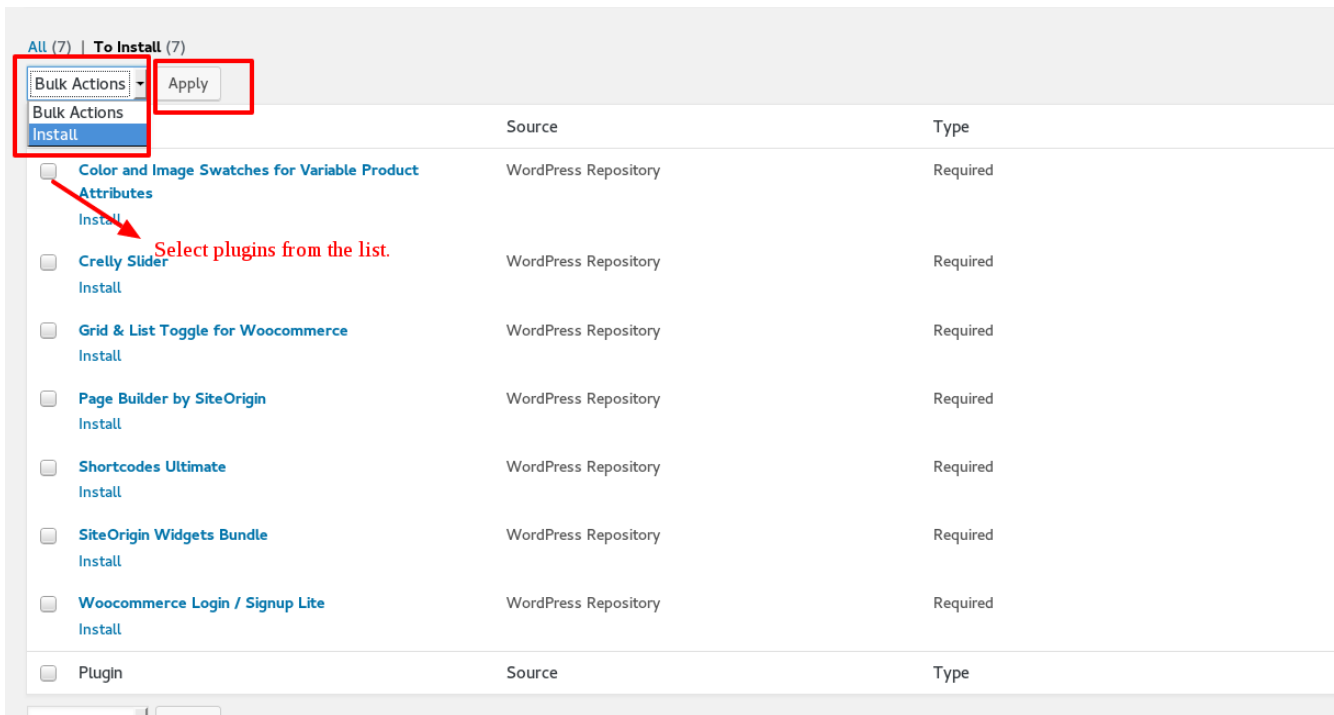 All (7) | To Install (7)
Bulk Actions Apply
Bulk Actions
Install
Source Type
Color and Image Swatches for Variable Product WordPress Repository Required
Attributes
Install
Select plugins from the list.
Crelly Slider WordPress Repository Required
Install
Grid & List Toggle for Woocommerce WordPress Repository Required
Install
Page Builder by SiteOrigin WordPress Repository Required
Install
Shortcodes Ultimate WordPress Repository Required
Install
SiteOrigin Widgets Bundle WordPress Repository Required
Install
Woocommerce Login / Signup Lite WordPress Repository Required
Install
Plugin Source Type